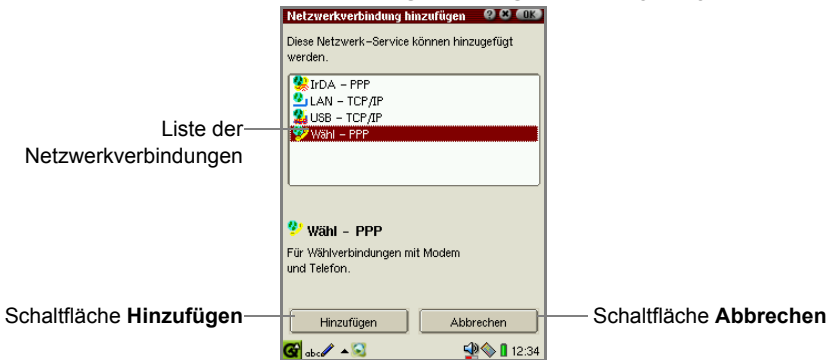 Netzwerkverbindung hinzufügen ? OK
Diese Netzwerk-Service können hinzugefügt
werden.
IrDA - PPP
LAN - TCP/IP
USB - TCP/IP
Wähl - PPP
Liste der
Netzwerkverbindungen
Wähl - PPP
Für Wählverbindungen mit Modem
und Telefon.
Schaltfläche Hinzufügen
Hinzufügen
Abbrechen
Schaltfläche Abbrechen
abc
12:34